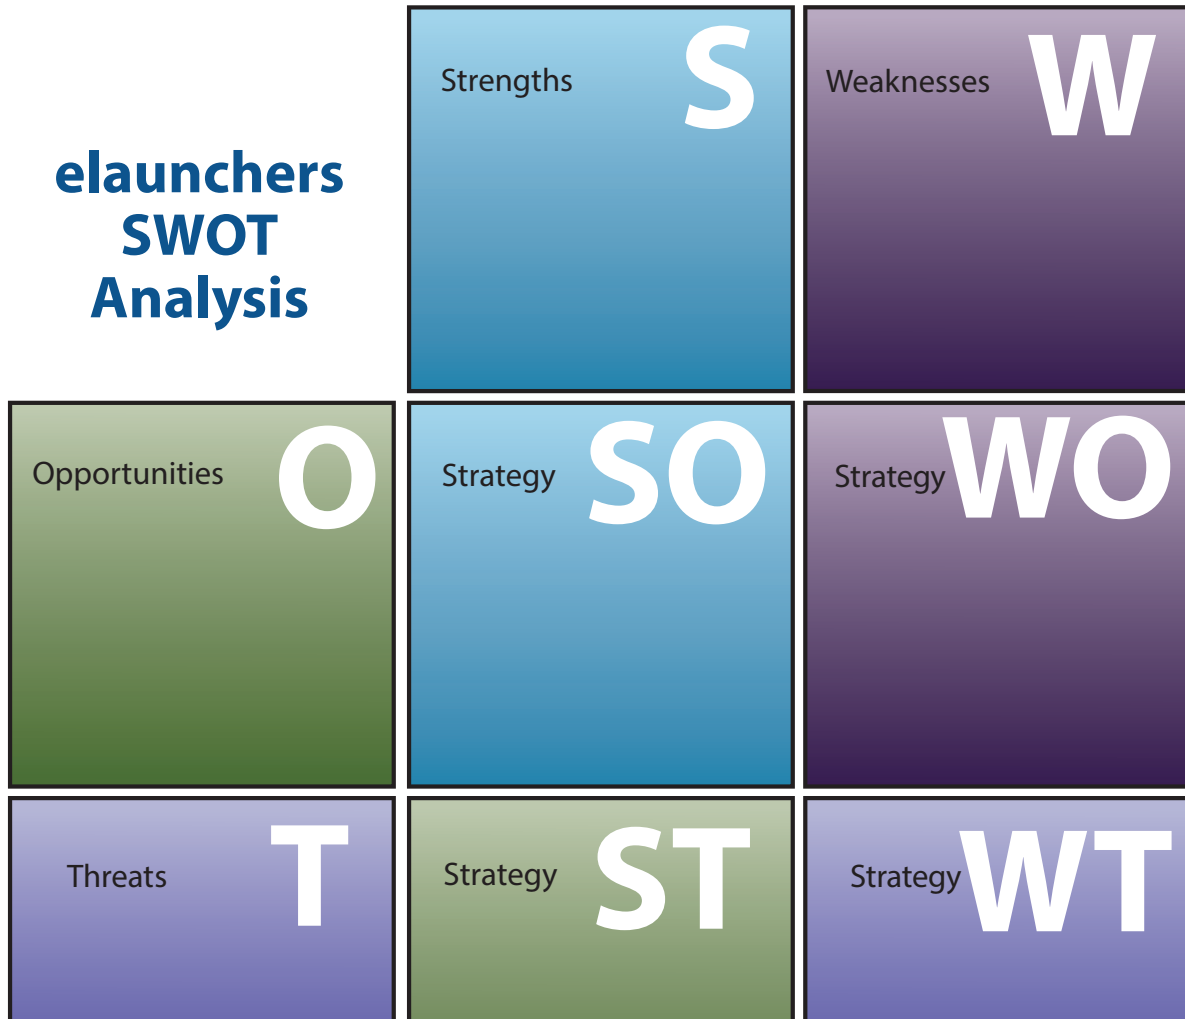 elaunchers
SWOT
Analysis
Strengths S
Weaknesses W
Opportunities O
Strategy SO
Strategy WO
Threats T
Strategy ST
Strategy WT